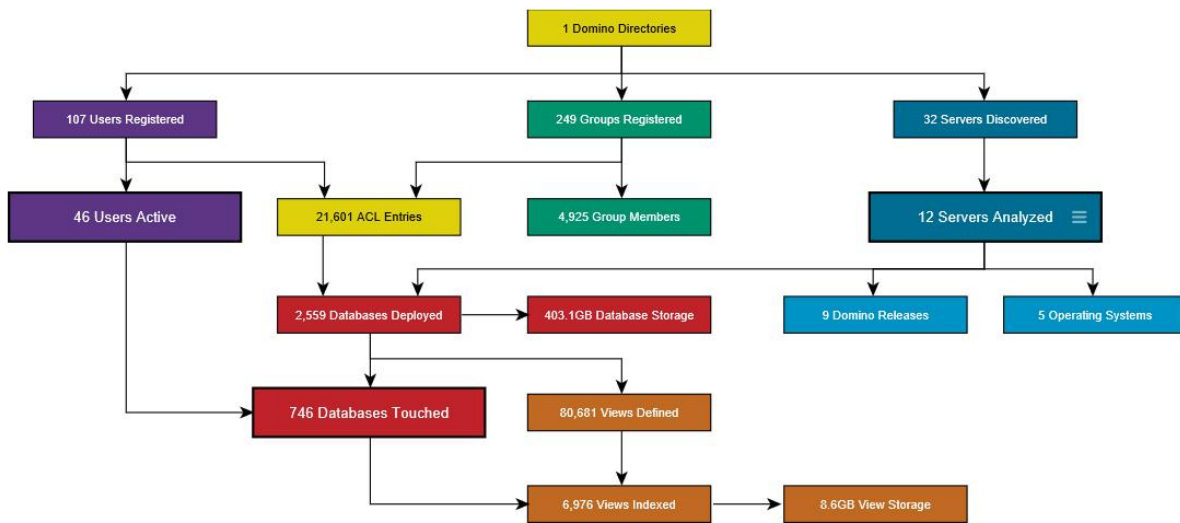 1 Domino Directories
107 Users Registered
249 Groups Registered
32 Servers Discovered
46 Users Active
21,601 ACL Entries
4,925 Group Members
12 Servers Analyzed
2,559 Databases Deployed
403.1GB Database Storage
9 Domino Releases
5 Operating Systems
746 Databases Touched
80,681 Views Defined
6,976 Views Indexed
8.6GB View Storage